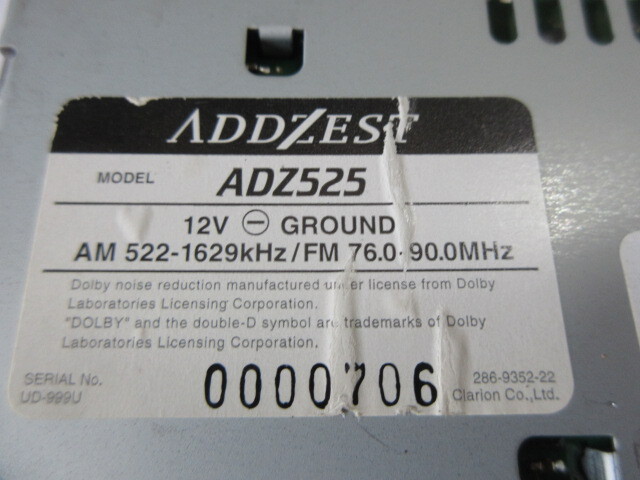 ADDZEST
MODEL ADZ525
12V ⊖ GROUND
AM 522-1629kHz/FM 76.0-90.0MHz
Dolby noise reduction manufactured under license from Dolby
Laboratories Licensing Corporation.
"DOLBY" and the double-D symbol are trademarks of Dolby
Laboratories Licensing Corporation.
SERIAL No. 0000706 286-9352-22
UD-999U Clarion Co.,Ltd.